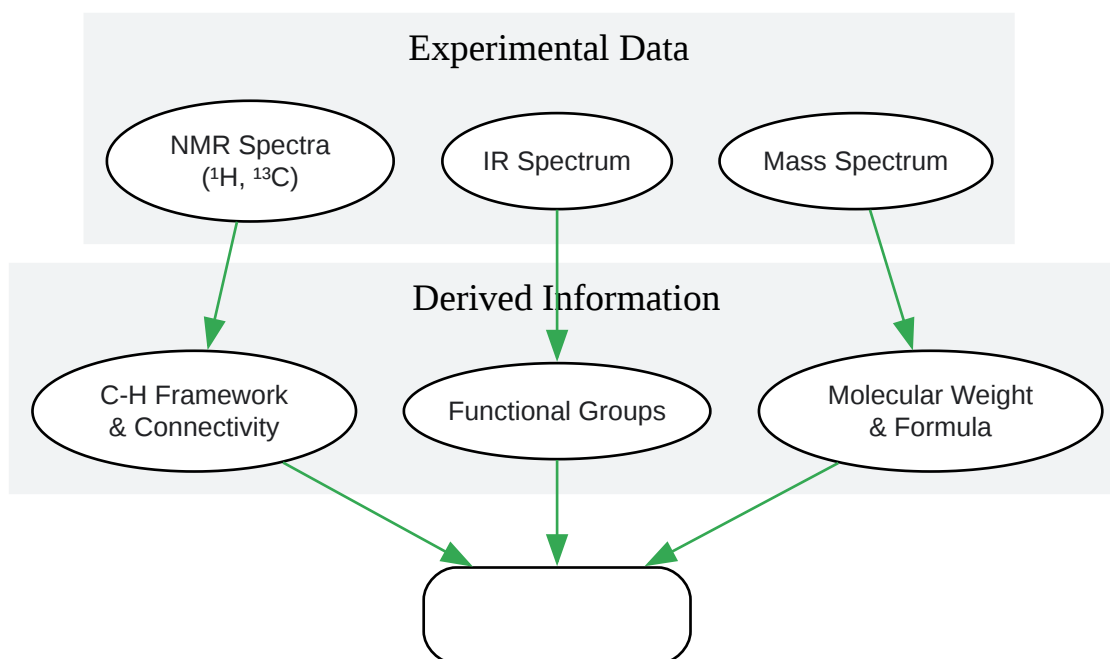 Experimental Data
NMR Spectra
(¹H, ¹³C)
IR Spectrum
Mass Spectrum
Derived Information
C-H Framework
& Connectivity
Functional Groups
Molecular Weight
& Formula